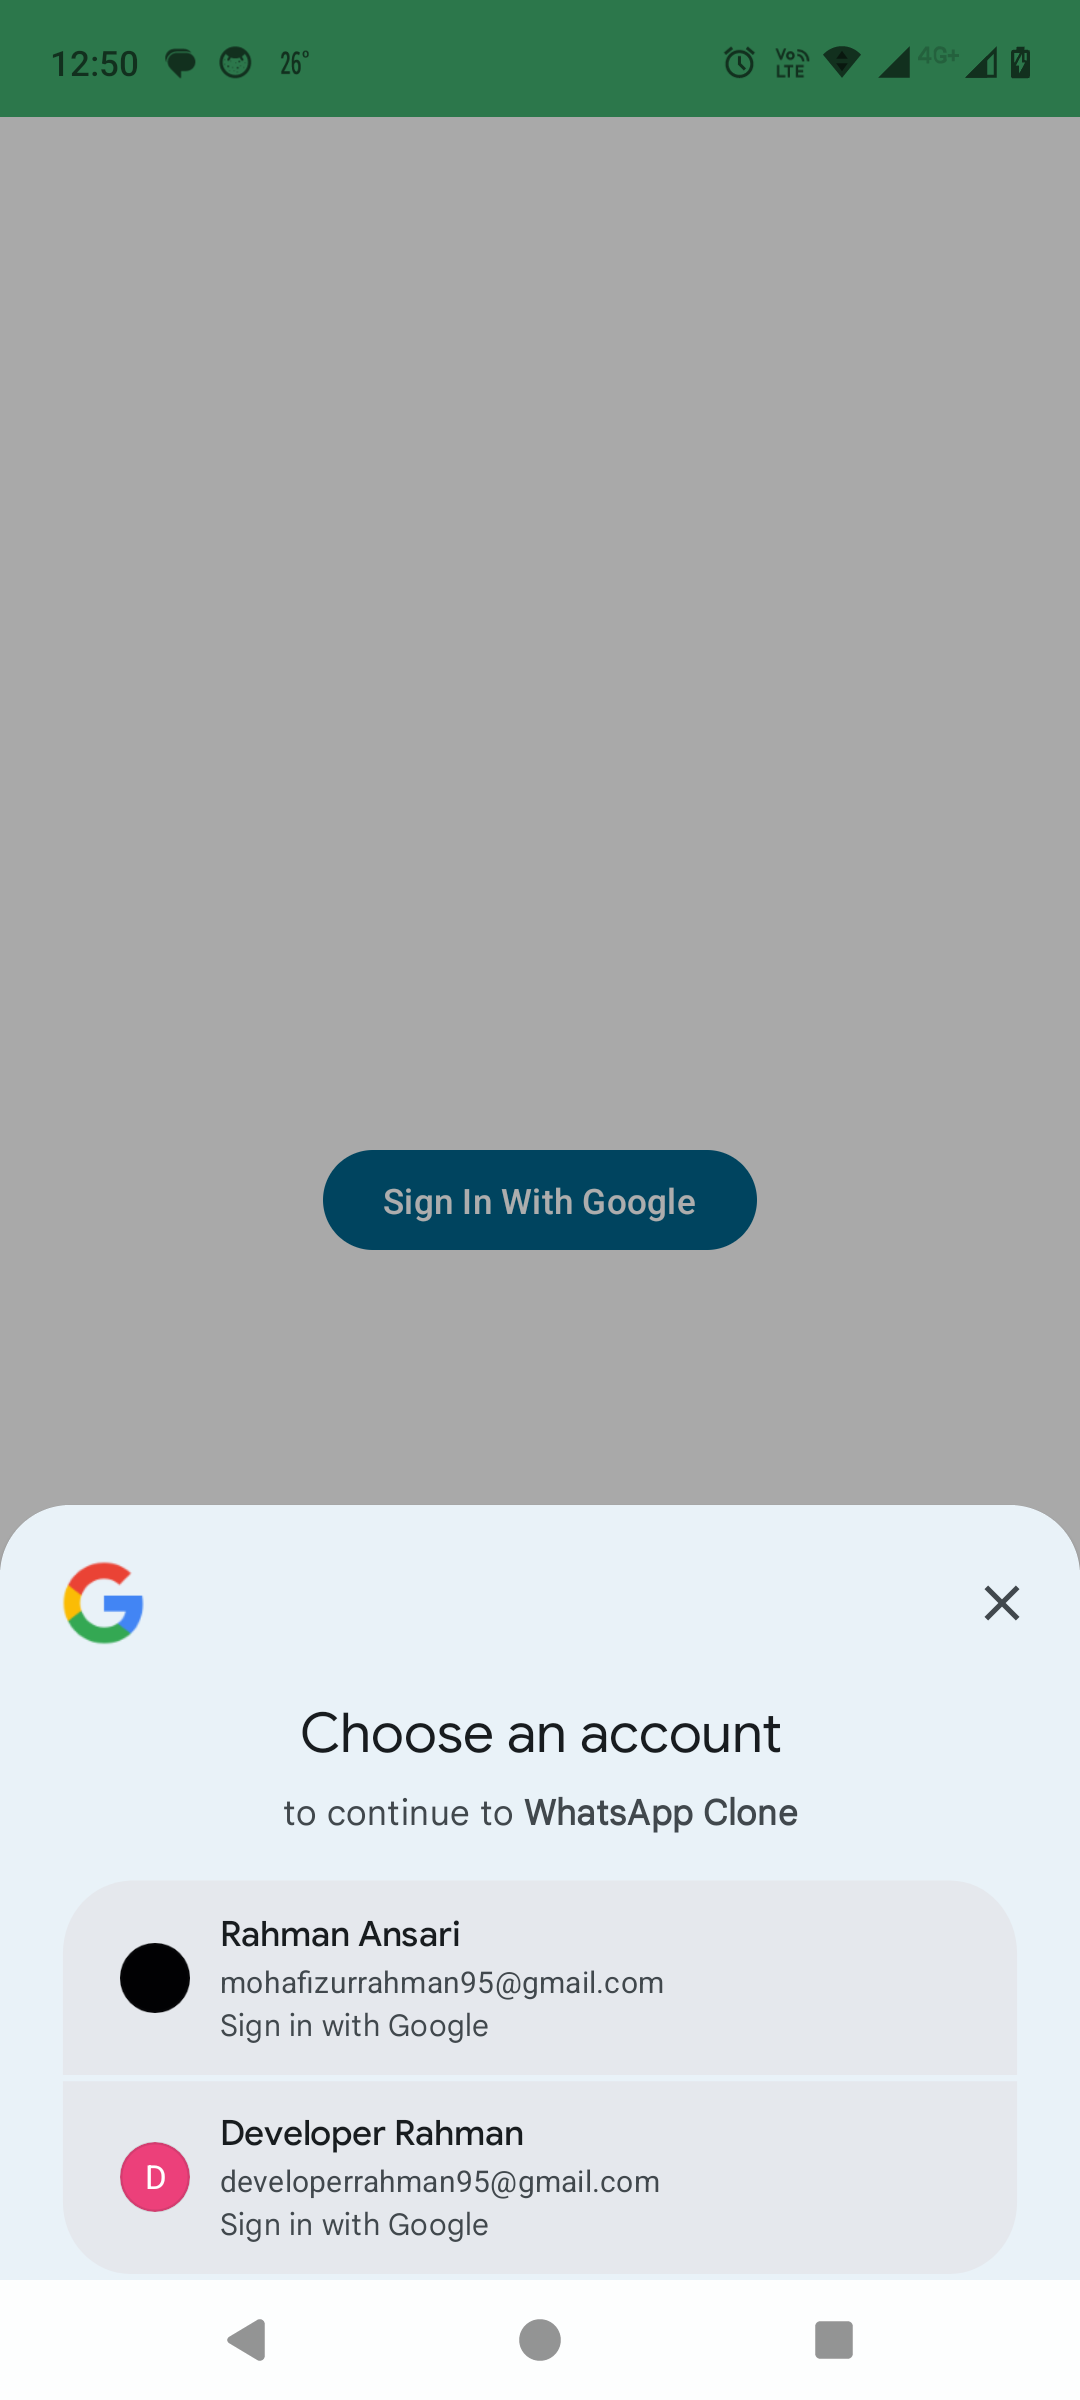 12:50 26° Vo LTE 4G+
Sign In With Google
Choose an account
to continue to WhatsApp Clone
Rahman Ansari
mohafizurrahman95@gmail.com
Sign in with Google
D
Developer Rahman
developerrahman95@gmail.com
Sign in with Google